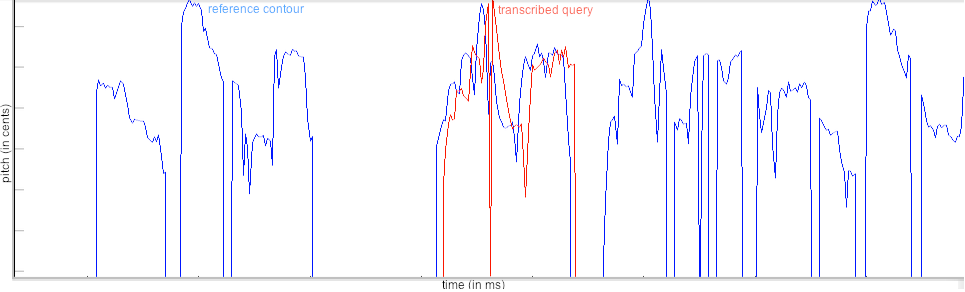 reference contour
transcribed query
pitch (in cents)
time (in ms)